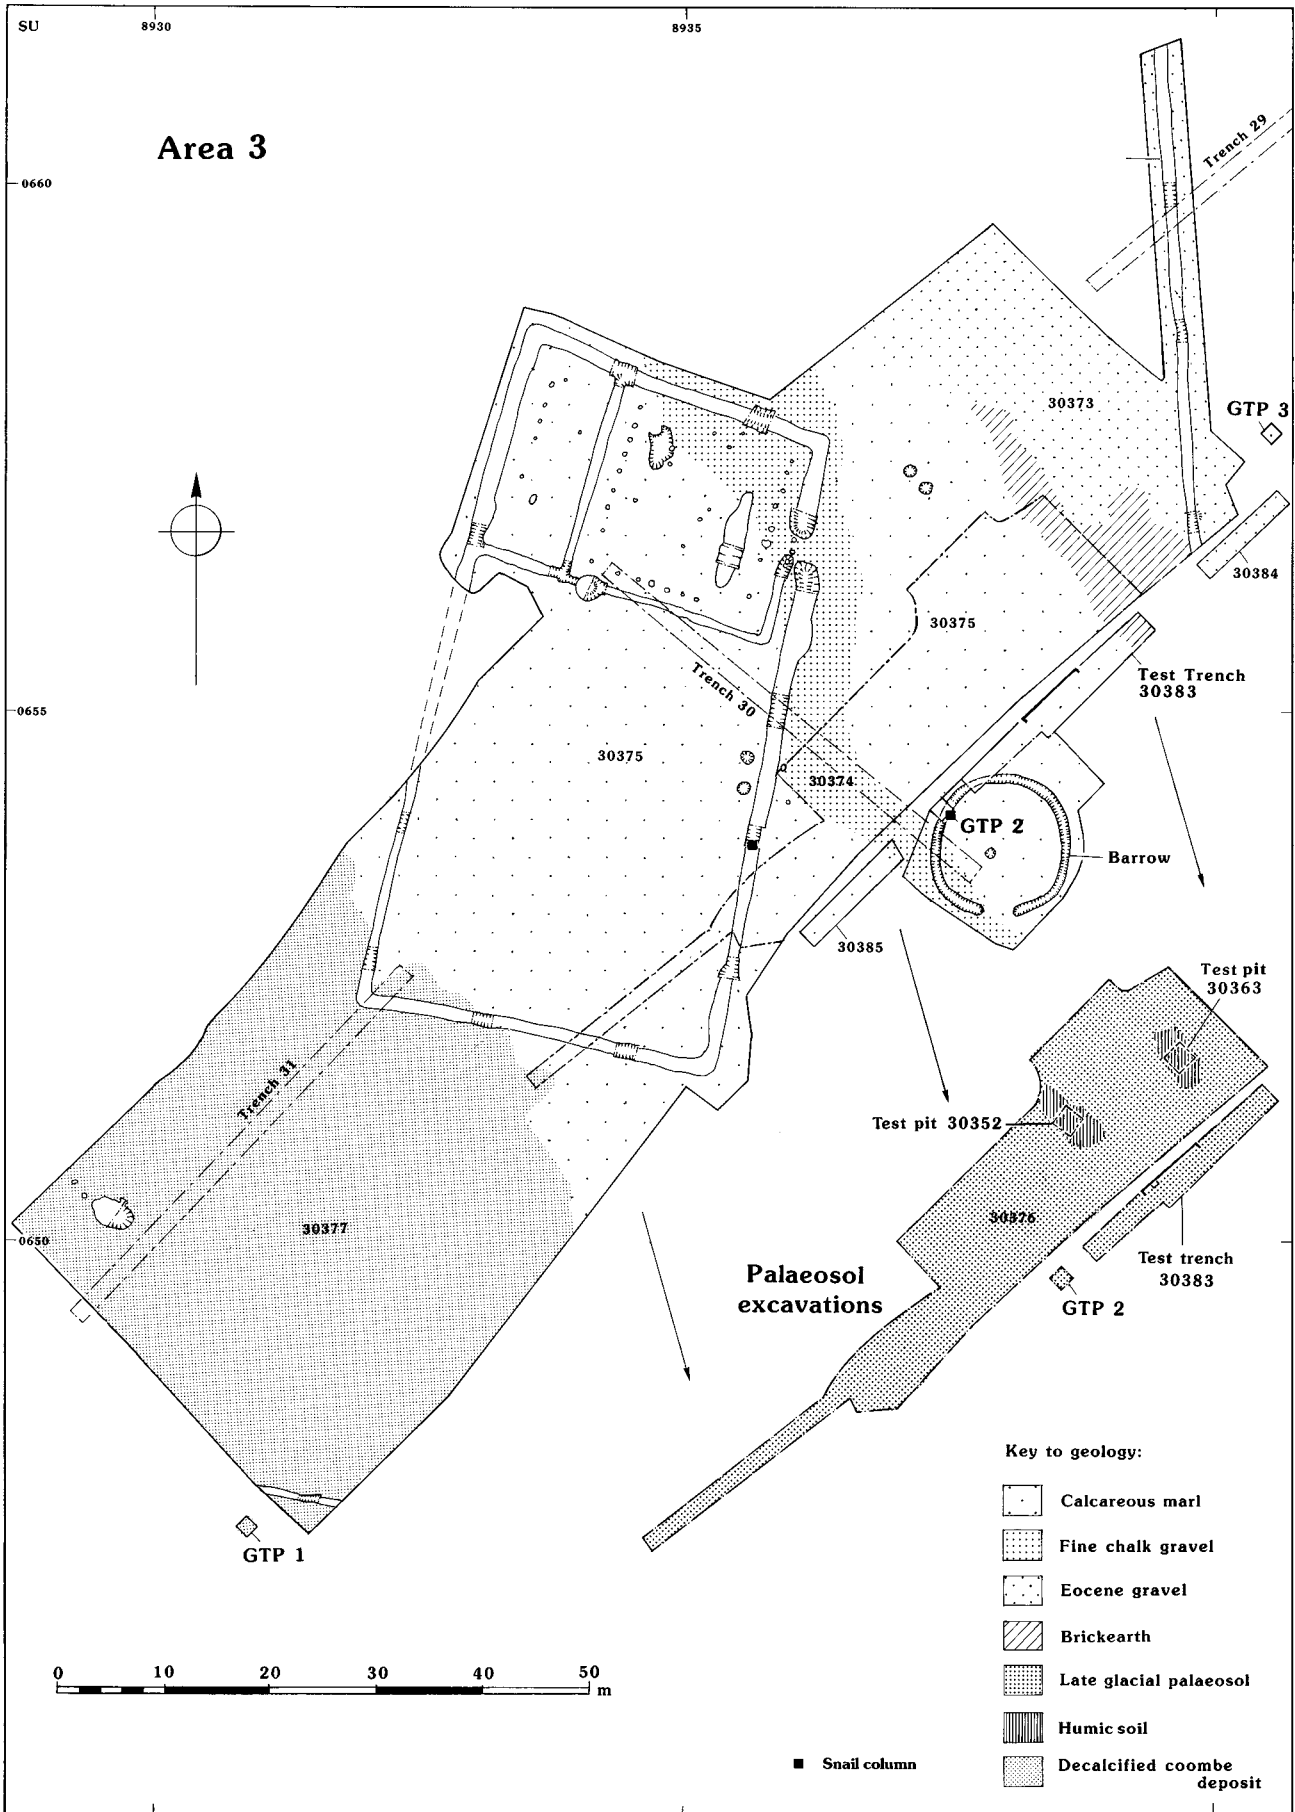 SU
8930
8935
Area 3
Trench 29
0660
30373
GTP 3
30384
30375
Test Trench
30383
Trench 30
0655
30375
30374
GTP 2
Barrow
30385
Test pit
30363
Trench 31
Test pit 30352
30377
30376
0650
Test trench
30383
Palaeosol
excavations
GTP 2
Key to geology:
Calcareous marl
GTP 1
Fine chalk gravel
Eocene gravel
Brickearth
0 10 20 30 40 50
m
Late glacial palaeosol
Humic soil
Snail column
Decalcified coombe
deposit